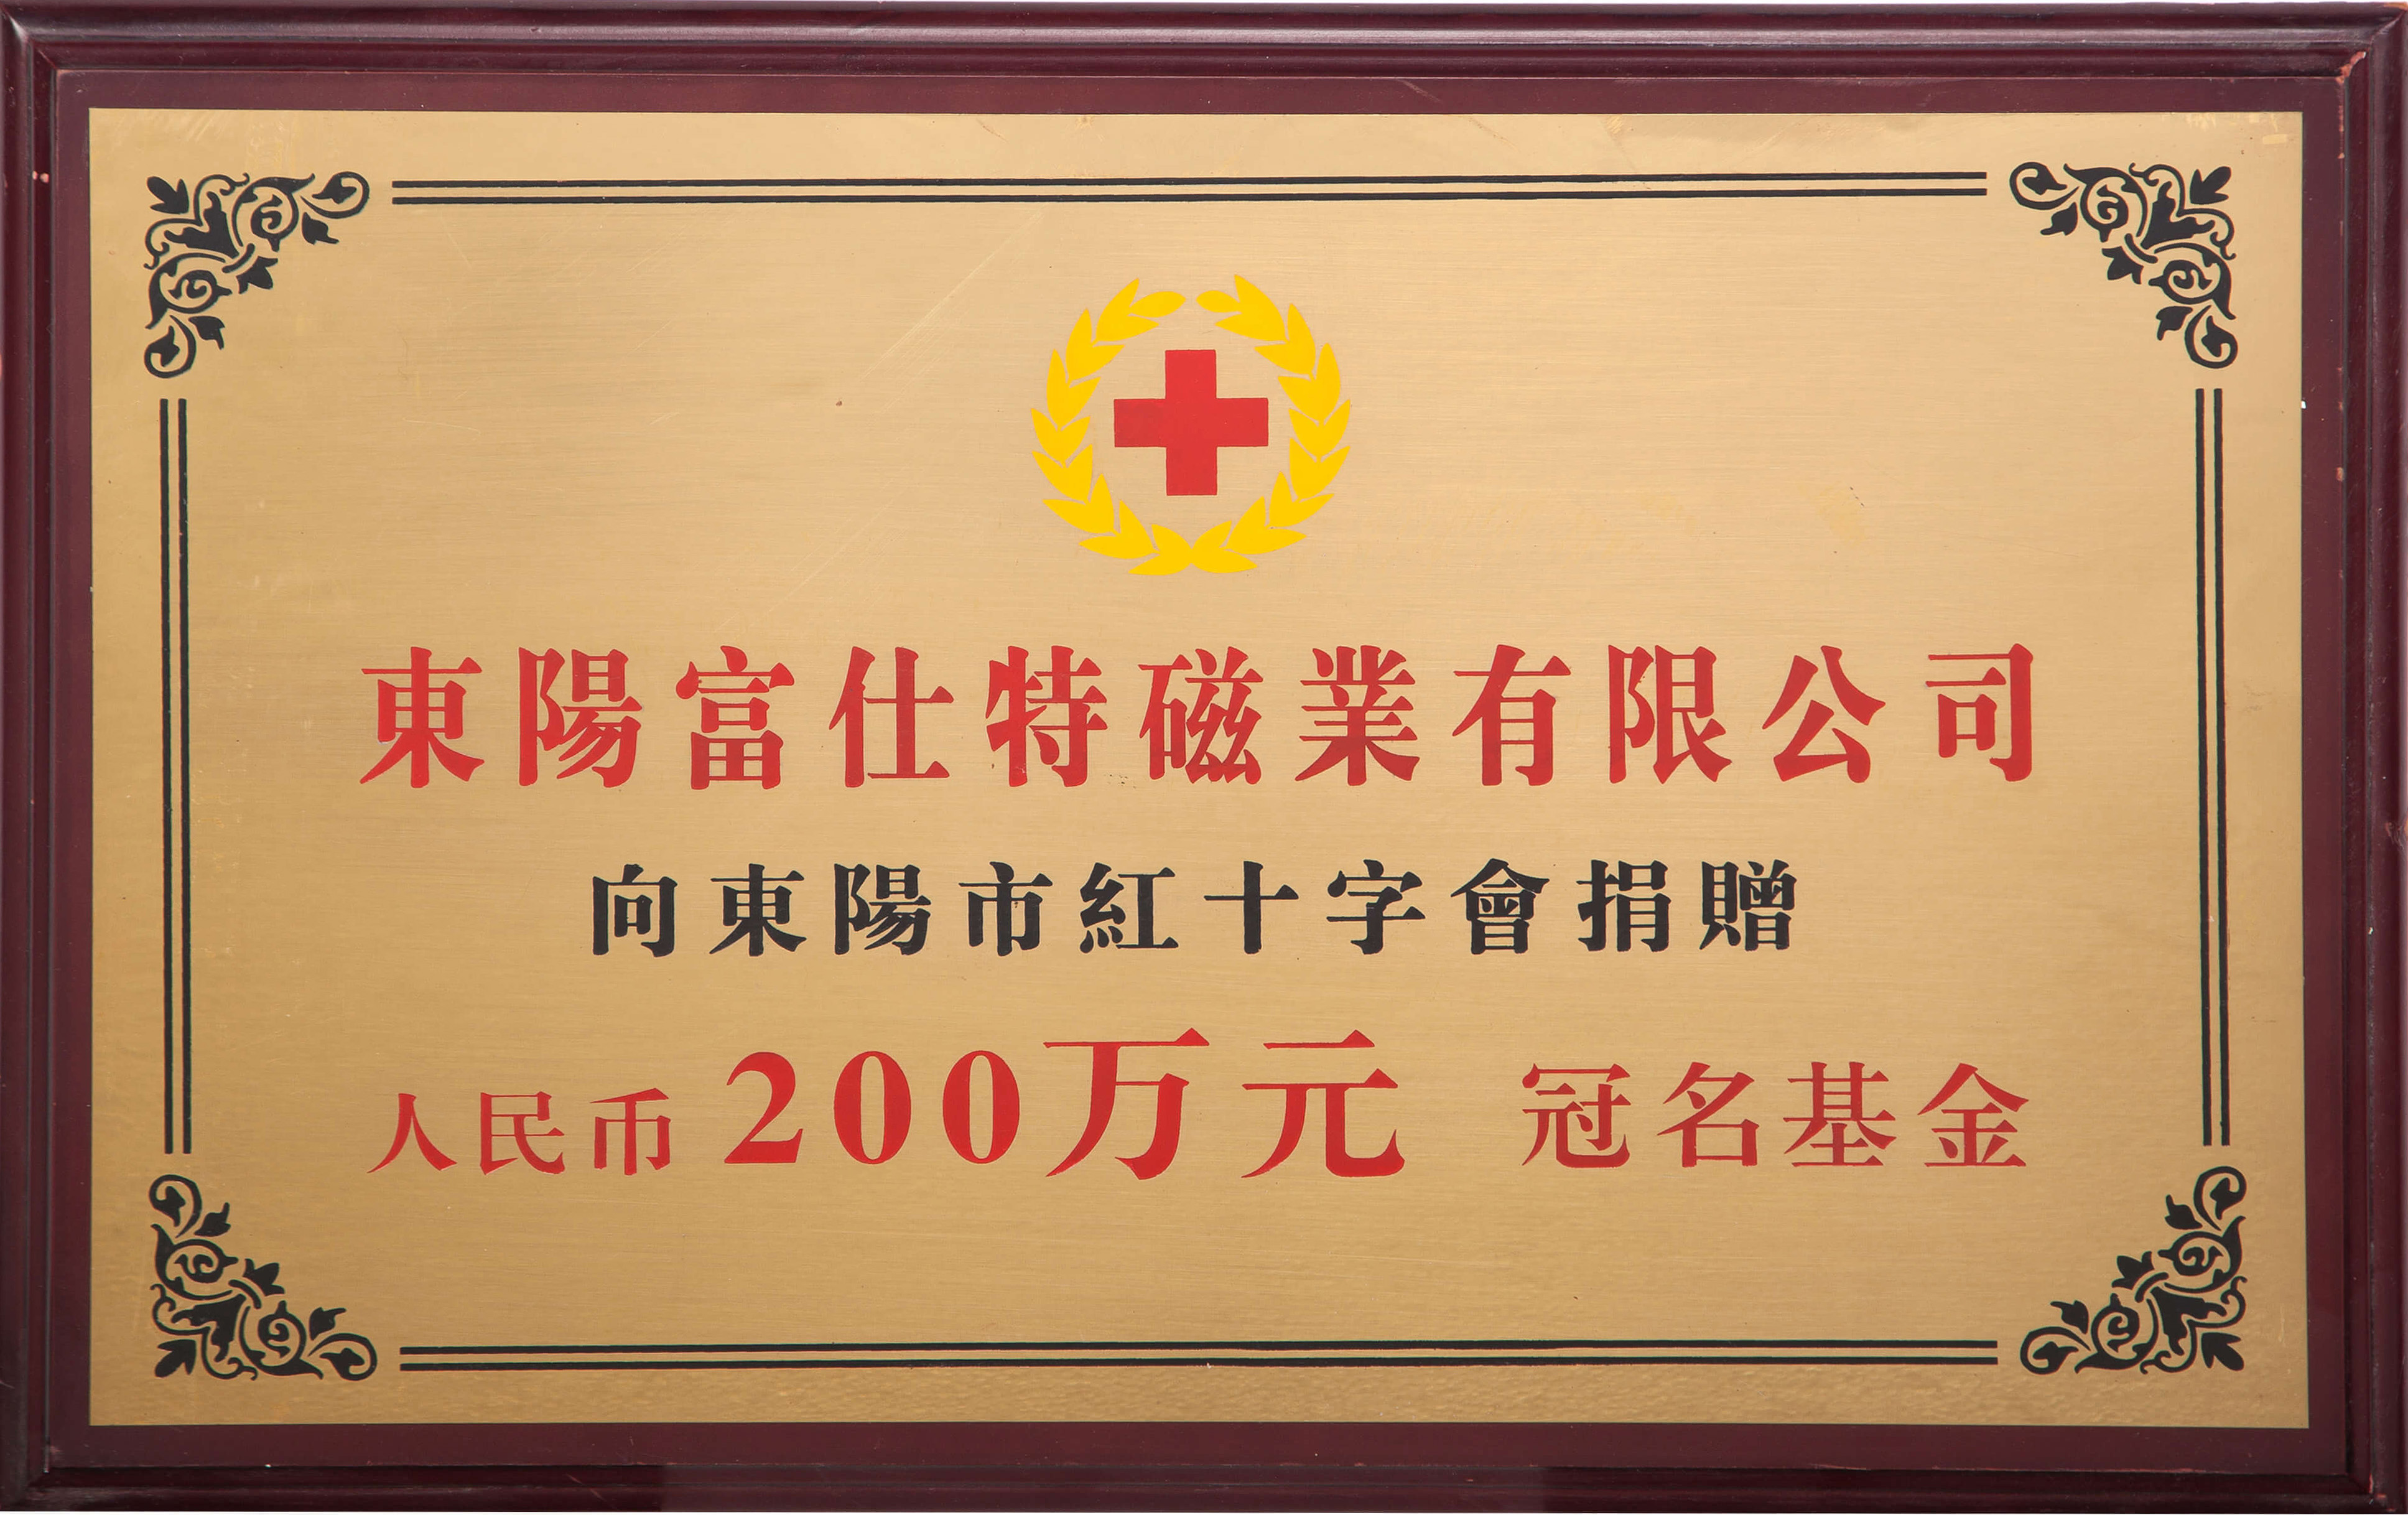 東陽富仕特磁業有限公司
向東陽市紅十字會捐贈
人民币 200万元 冠名基金